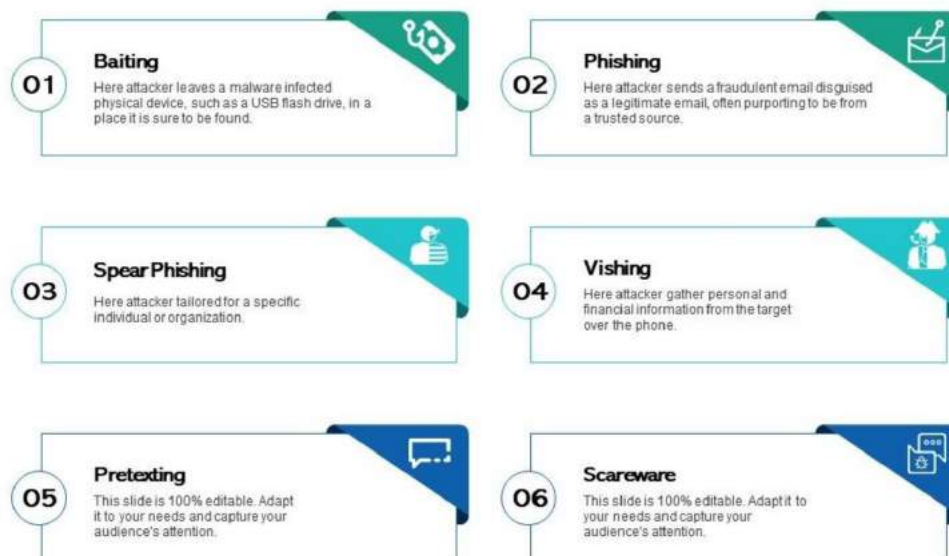 01
Baiting
Here attacker leaves a malware infected
physical device, such as a USB flash drive, in a
place it is sure to be found.
02
Phishing
Here attacker sends a fraudulent email disguised
as a legitimate email, often purporting to be from
a trusted source.
03
Spear Phishing
Here attacker tailored for a specific
individual or organization.
04
Vishing
Here attacker gather personal and
financial information from the target
over the phone.
05
Pretexting
This slide is 100% editable. Adapt
it to your needs and capture your
audience's attention.
06
Scareware
This slide is 100% editable. Adapt it to
your needs and capture your
audience's attention.